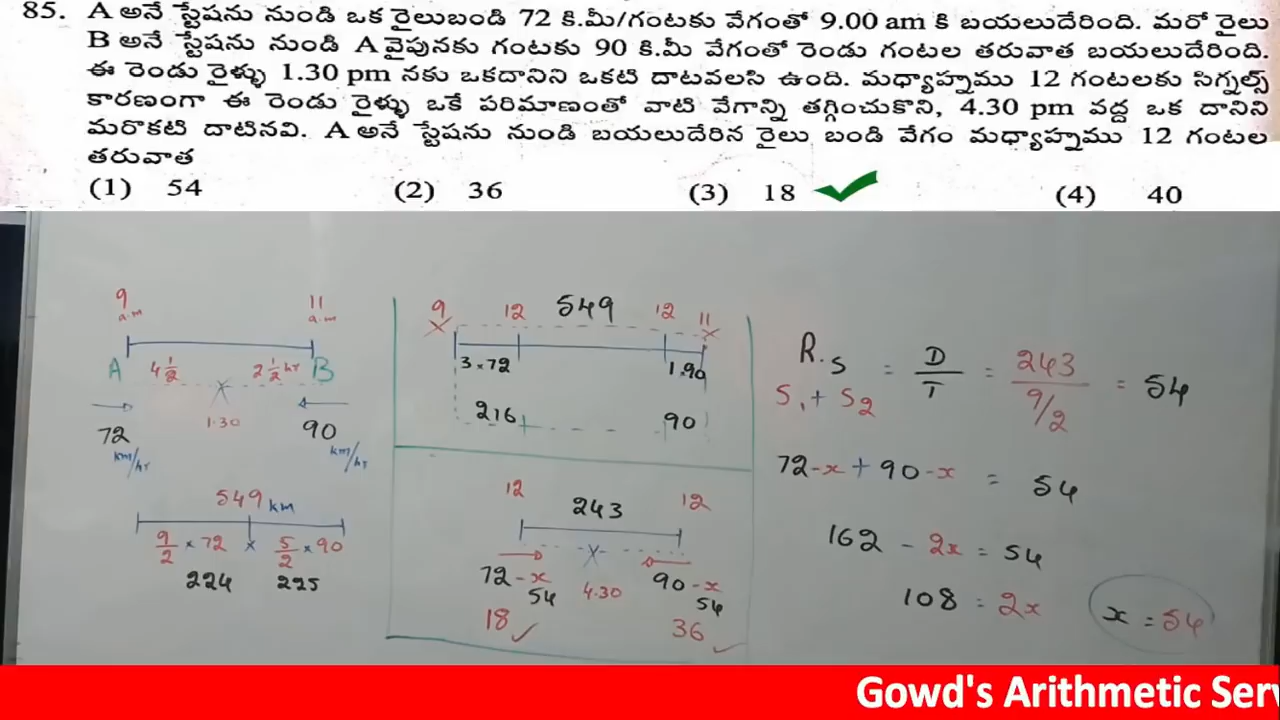 85. A అనే స్టేషను నుండి ఒక రైలుబండి 72 కి.మీ/గంటకు వేగంతో 9.00 am కి బయలుదేరింది. మరో రైలు
B అనే స్టేషను నుండి A వైపునకు గంటకు 90 కి.మీ వేగంతో రెండు గంటల తరువాత బయలుదేరింది.
ఈ రెండు రైళ్ళు 1.30 pm నకు ఒకదానిని ఒకటి దాటవలసి ఉంది. మధ్యాహ్నము 12 గంటలకు సిగ్నల్స్
కారణంగా ఈ రెండు రైళ్ళు ఒకే పరిమాణంతో వాటి వేగాన్ని తగ్గించుకొని, 4.30 pm వద్ద ఒక దానిని
మరొకటి దాటినవి. A అనే స్టేషను నుండి బయలుదేరిన రైలు బండి వేగం మధ్యాహ్నము 12 గంటల
తరువాత
(1) 54 (2) 36 (3) 18 ✔ (4) 40
9 a.m 11 a.m
A 4 1/2 2 1/2 hr B
1.30
72 km/hr 90 km/hr
549 km
9/2 × 72 × 5/2 × 90
224 225
9 12 549 12 11
3 × 72 1.90
216 90
12 243 12
72 - x 4.30 90 - x
54 54
18 ✓ 36 ✓
R.S = D/T = 243 / 9/2 = 54
S1 + S2
72 - x + 90 - x = 54
162 - 2x = 54
108 = 2x x = 54
Gowd's Arithmetic Ser